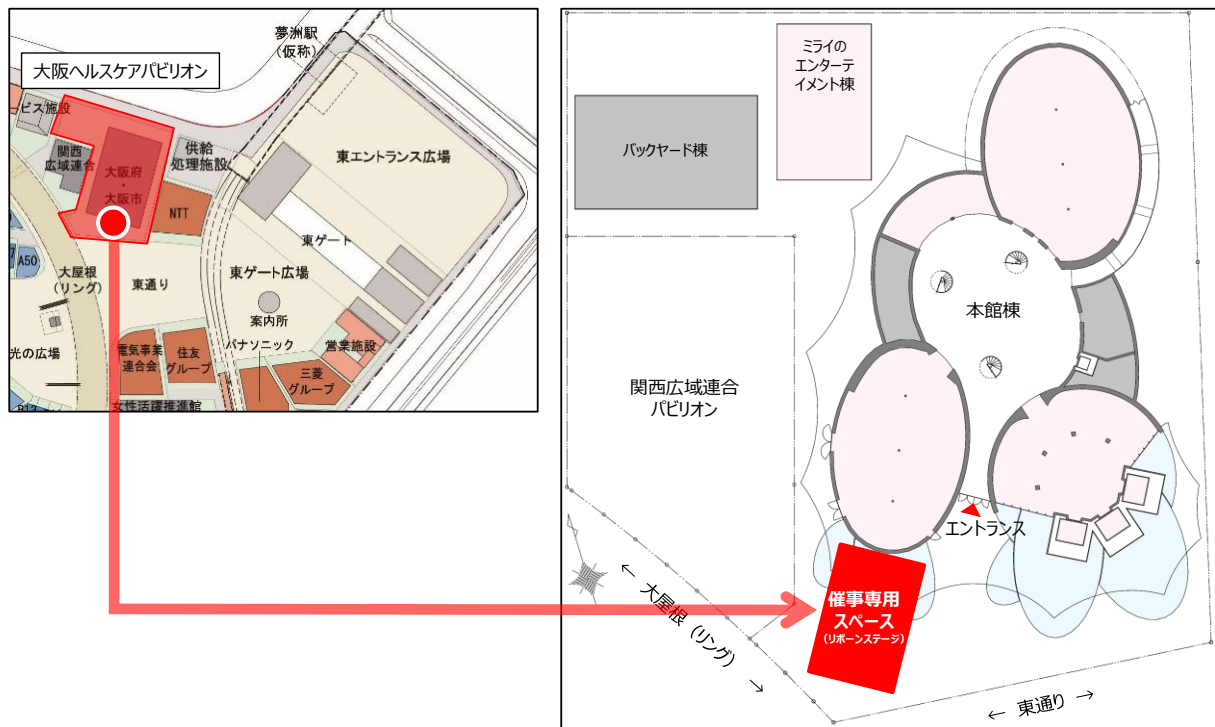 夢洲駅
(仮称)
大阪ヘルスケアパビリオン
ビス施設
関西
広域連合
大阪府
・
大阪市
供給
処理施設
東エントランス広場
NTT
東ゲート
A50
大屋根
(リング)
東通り
東ゲート広場
案内所
光の広場
電気事業
連合会
住友
グループ
パナソニック
営業施設
三菱
グループ
女性活躍推進館
ミライの
エンターテ
イメント棟
バックヤード棟
本館棟
関西広域連合
パビリオン
エントランス
催事専用
スペース
(リボーンステージ)
← 大屋根 (リング) →
← 東通り →